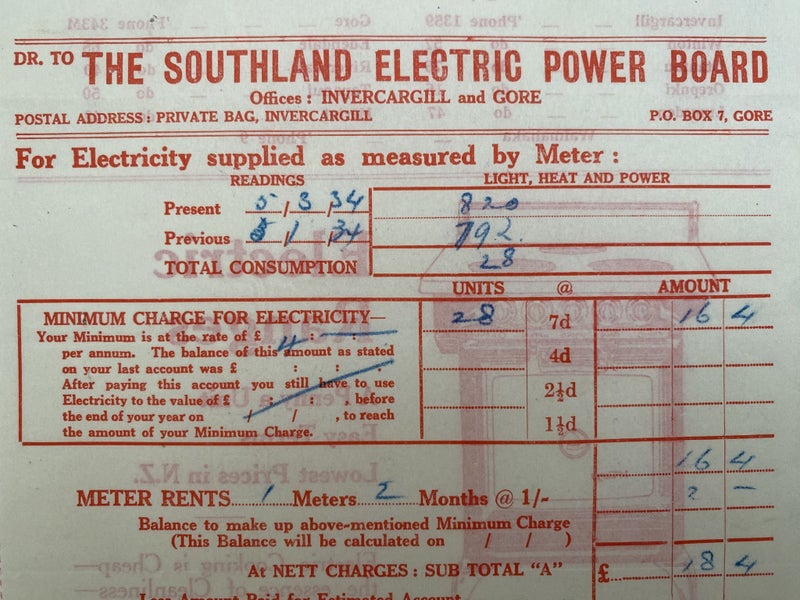 DR. TO THE SOUTHLAND ELECTRIC POWER BOARD
Offices: INVERCARGILL and GORE
POSTAL ADDRESS: PRIVATE BAG, INVERCARGILL P.O. BOX 7, GORE
For Electricity supplied as measured by Meter:
READINGS LIGHT, HEAT AND POWER
Present 5/3/34 820
Previous 5/1/34 792.
TOTAL CONSUMPTION 28
UNITS @ AMOUNT
MINIMUM CHARGE FOR ELECTRICITY— 28 7d 16 4
Your Minimum is at the rate of £ 4 : — : —
per annum. The balance of this amount as stated 4d
on your last account was £ : : .
After paying this account you still have to use 2½d
Electricity to the value of £ : : . before
the end of your year on / / , to reach 1½d
the amount of your Minimum Charge.
16 4
METER RENTS 1 Meters 2 Months @ 1/- 2 —
Balance to make up above-mentioned Minimum Charge
(This Balance will be calculated on / / )
At NETT CHARGES: SUB TOTAL "A" £ 18 4
Less Amount Paid for Estimated Account